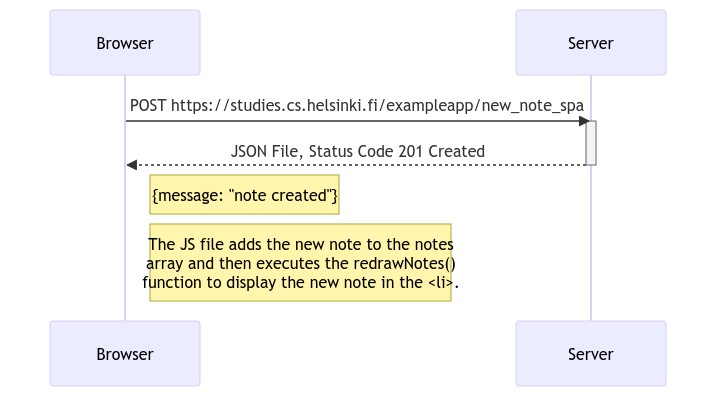 Browser Server
POST https://studies.cs.helsinki.fi/exampleapp/new_note_spa
JSON File, Status Code 201 Created
{message: "note created"}
The JS file adds the new note to the notes
array and then executes the redrawNotes()
function to display the new note in the <li>.
Browser Server